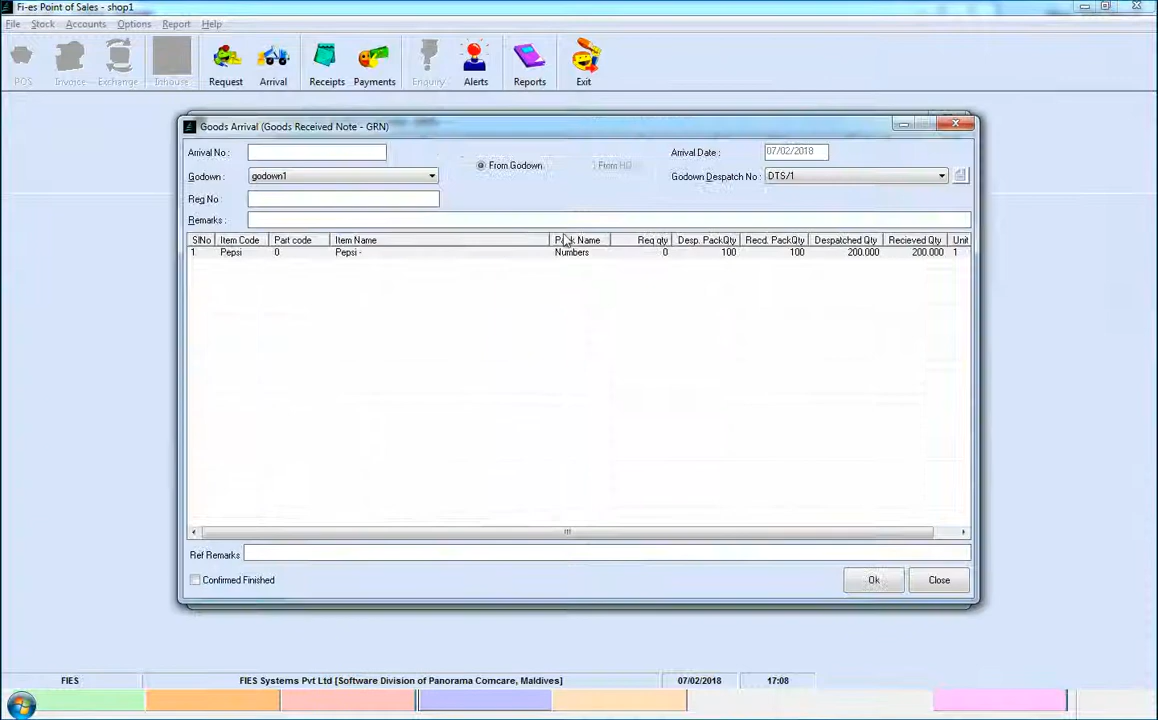 Fi-es Point of Sales - shop1
File Stock Accounts Options Report Help
POS Invoice Exchange Inhouse Request Arrival Receipts Payments Enquiry Alerts Reports Exit
Goods Arrival (Goods Received Note - GRN)
Arrival No : Arrival Date : 07/02/2018
From Godown From HQ
Godown : godown1 Godown Despatch No : DTS/1
Reg No
Remarks :
SlNo Item Code Part code Item Name Pack Name Req qty Desp. PackQty Recd. PackQty Despatched Qty Recieved Qty Unit
1 Pepsi 0 Pepsi - Numbers 0 100 100 200.000 200.000 1
Ref Remarks
Confirmed Finished Ok Close
FIES FIES Systems Pvt Ltd [Software Division of Panorama Comcare, Maldives] 07/02/2018 17:08